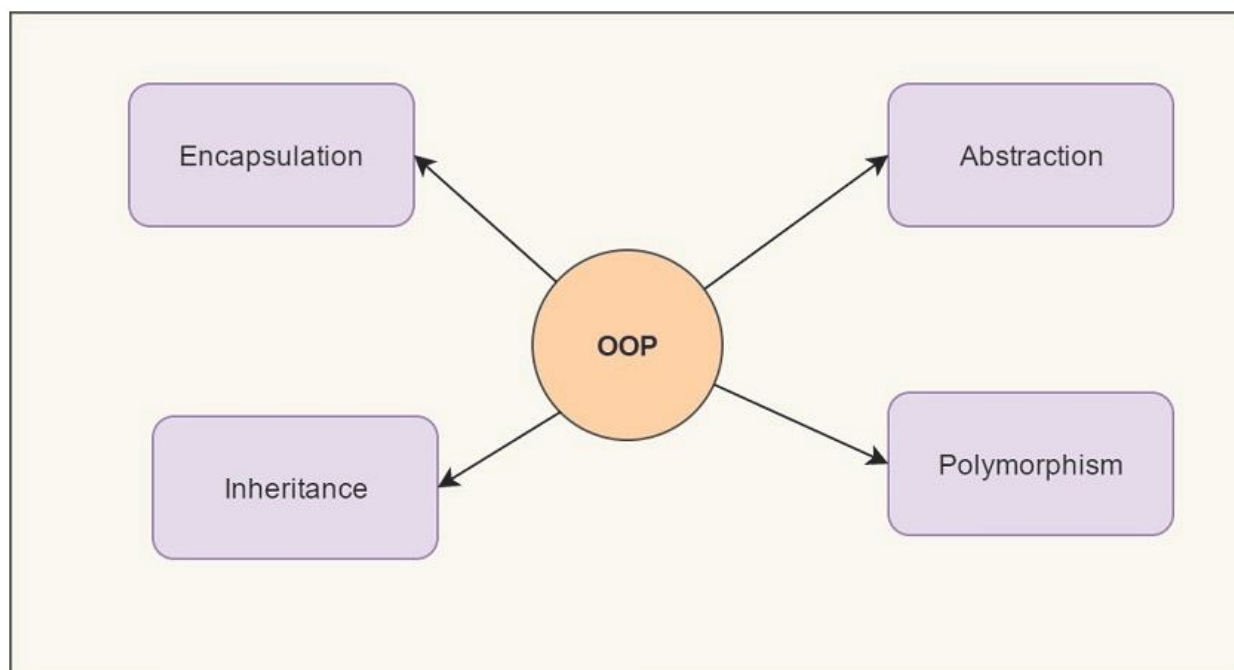 Encapsulation
Abstraction
OOP
Inheritance
Polymorphism